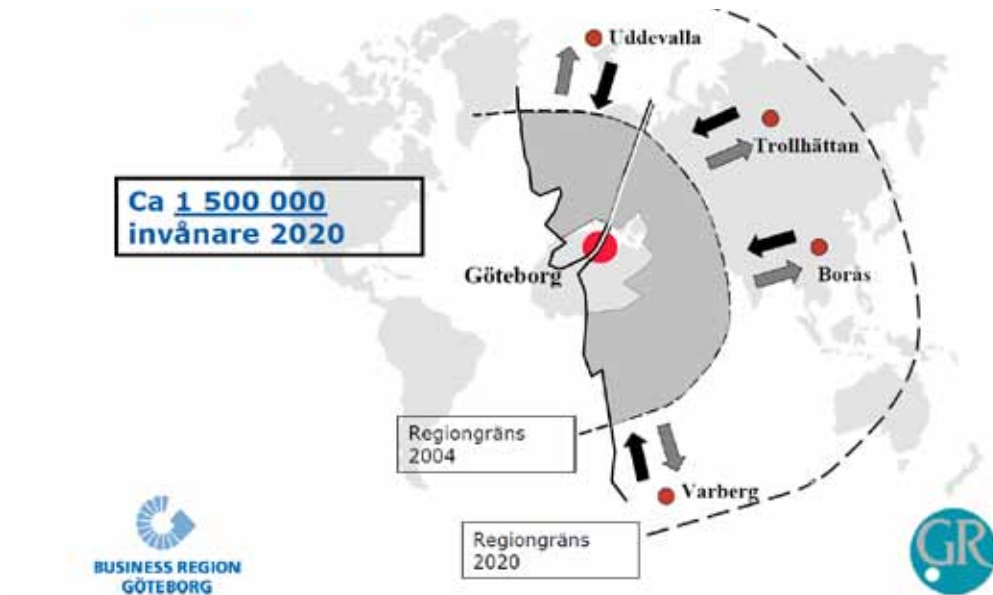 Uddevalla
Trollhättan
Ca 1 500 000
invånare 2020
Göteborg
Borås
Regiongräns
2004
Varberg
Regiongräns
2020
BUSINESS REGION
GÖTEBORG
GR